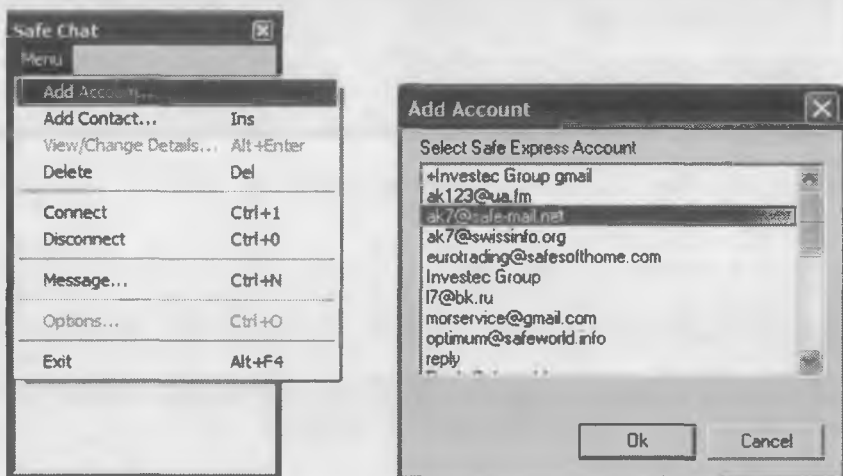 Safe Chat
Menu
Add Account...
Add Contact... Ins
View/Change Details... Alt+Enter
Delete Del
Connect Ctrl+1
Disconnect Ctrl+0
Message... Ctrl+N
Options... Ctrl+O
Exit Alt+F4
Add Account
Select Safe Express Account
+Investec Group gmail
ak123@ua.fm
ak7@safe-mail.net
ak7@swissinfo.org
eurotrading@safesofthome.com
Investec Group
l7@bk.ru
morservice@gmail.com
optimum@safeworld.info
reply
Ok Cancel